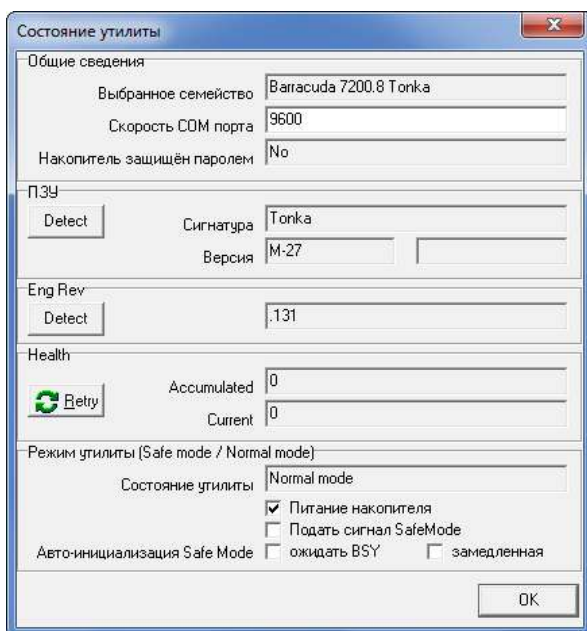 Состояние утилиты
Общие сведения
Выбранное семейство Barracuda 7200.8 Tonka
Скорость COM порта 9600
Накопитель защищён паролем No
ПЗУ
Detect Сигнатура Tonka
Версия M-27
Eng Rev
Detect .131
Health
Accumulated 0
Retry
Current 0
Режим утилиты (Safe mode / Normal mode)
Состояние утилиты Normal mode
Питание накопителя
Подать сигнал SafeMode
Авто-инициализация Safe Mode ожидать BSY замедленная
OK